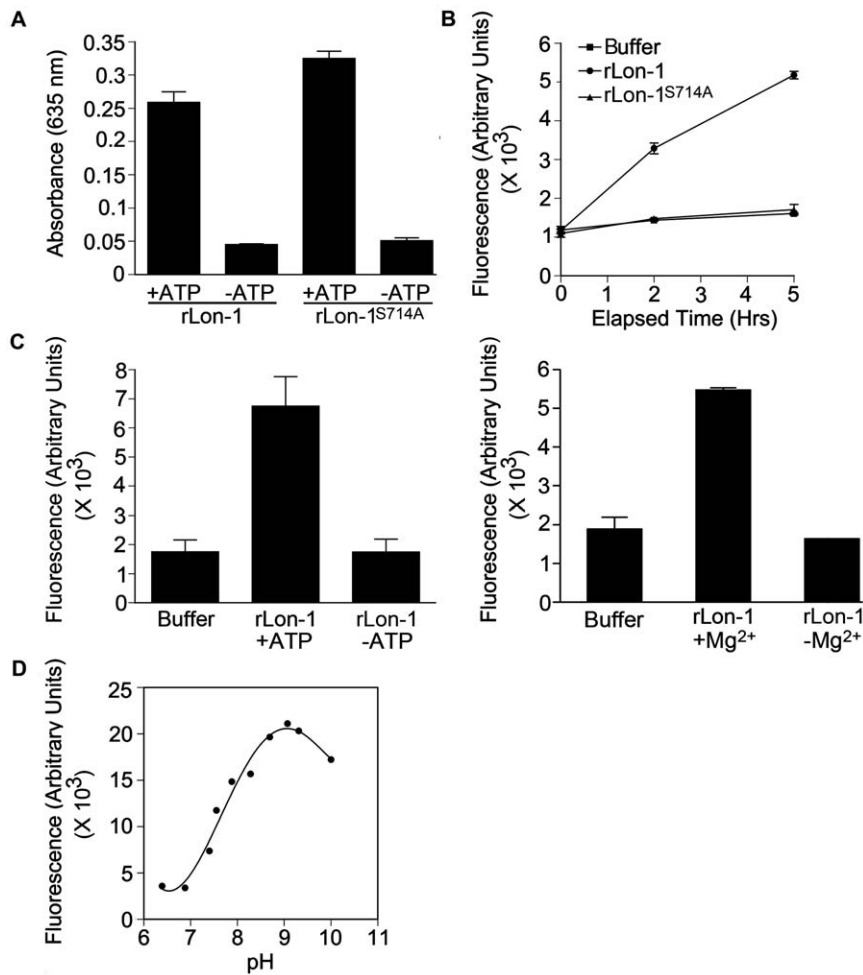 A
Absorbance (635 nm)
0.35
0.3
0.25
0.15
0.05
0
+ATP -ATP +ATP -ATP
rLon-1 rLon-1S714A
B
Fluorescence (Arbitrary Units)
(X 103)
6
5
4
3
2
1
0
Buffer
rLon-1
rLon-1S714A
0 1 2 3 4 5
Elapsed Time (Hrs)
C
Fluorescence (Arbitrary Units)
(X 103)
8
7
6
5
4
3
2
1
0
Buffer rLon-1 rLon-1
+ATP -ATP
Fluorescence (Arbitrary Units)
(X 103)
6
5
4
3
2
1
0
Buffer rLon-1 rLon-1
+Mg2+ -Mg2+
D
Fluorescence (Arbitrary Units)
(X 103)
25
20
15
10
5
0
6 7 8 9 10 11
pH